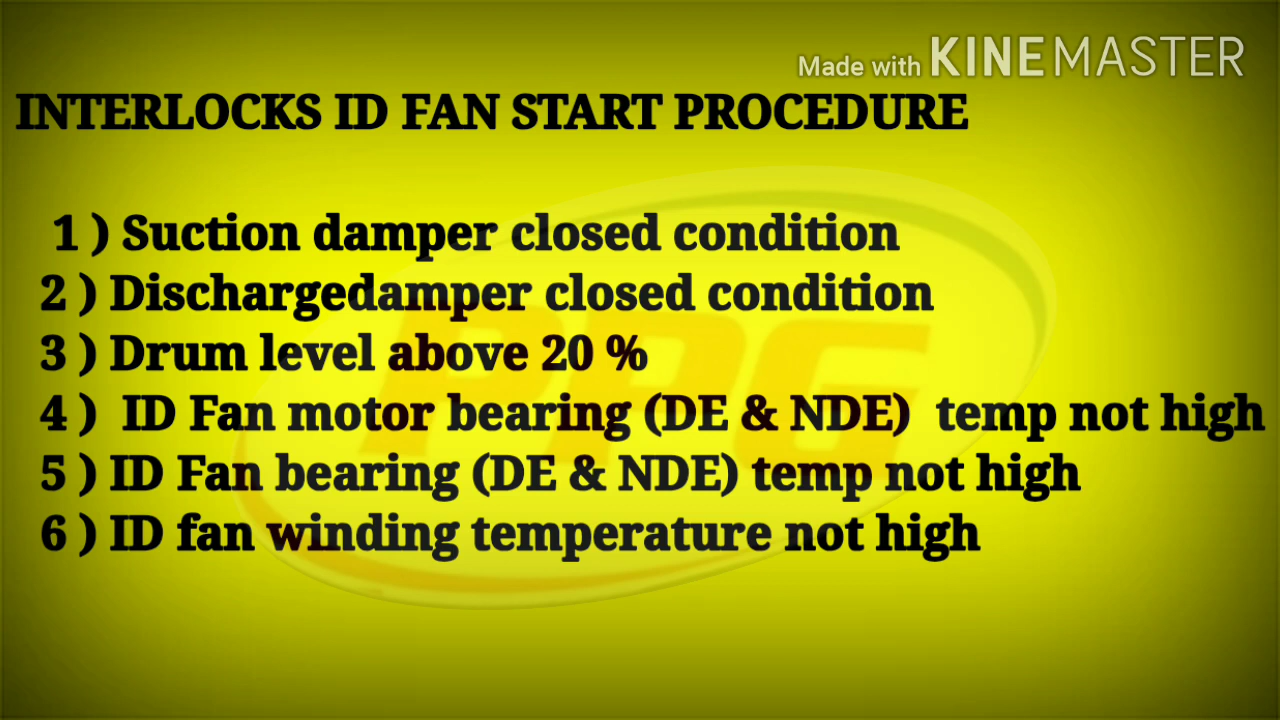 Made with KINEMASTER
INTERLOCKS ID FAN START PROCEDURE
1 ) Suction damper closed condition
2 ) Dischargedamper closed condition
3 ) Drum level above 20 %
4 )  ID Fan motor bearing (DE & NDE)  temp not high
5 ) ID Fan bearing (DE & NDE) temp not high
6 ) ID fan winding temperature not high
PPG